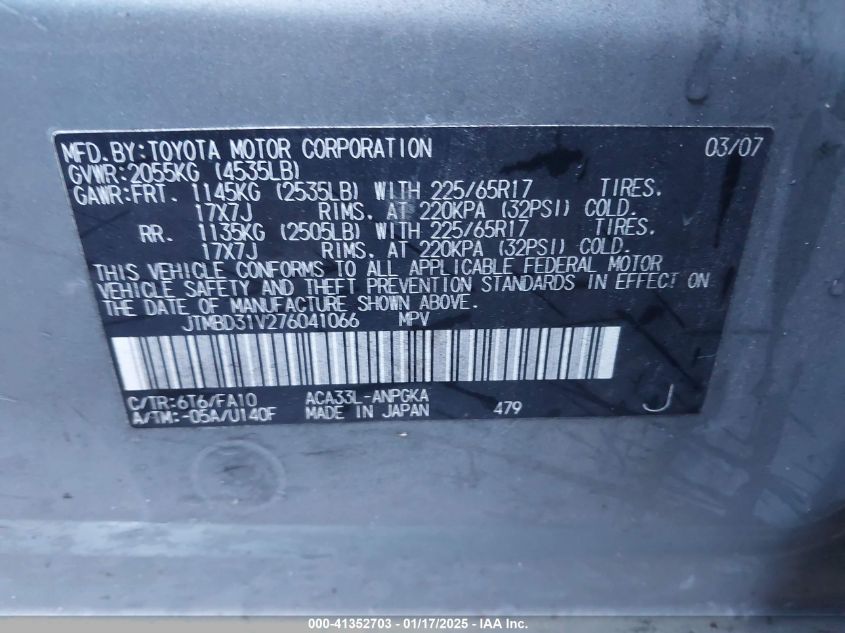 MFD.BY:TOYOTA MOTOR CORPORATION 03/07
GVWR:2055KG (4535LB)
GAWR:FRT. 1145KG (2535LB) WITH 225/65R17 TIRES.
17X7J RIMS. AT 220KPA (32PSI) COLD.
RR. 1135KG (2505LB) WITH 225/65R17 TIRES.
17X7J RIMS. AT 220KPA (32PSI) COLD.
THIS VEHICLE CONFORMS TO ALL APPLICABLE FEDERAL MOTOR
VEHICLE SAFETY AND THEFT PREVENTION STANDARDS IN EFFECT ON
THE DATE OF MANUFACTURE SHOWN ABOVE.
JTMBD31V276041066 MPV
C/TR:6T6/FA10 ACA33L-ANPGKA
A/TM:-05A/U140F MADE IN JAPAN 479 J
000-41352703 — 01/17/2025 — IAA Inc.